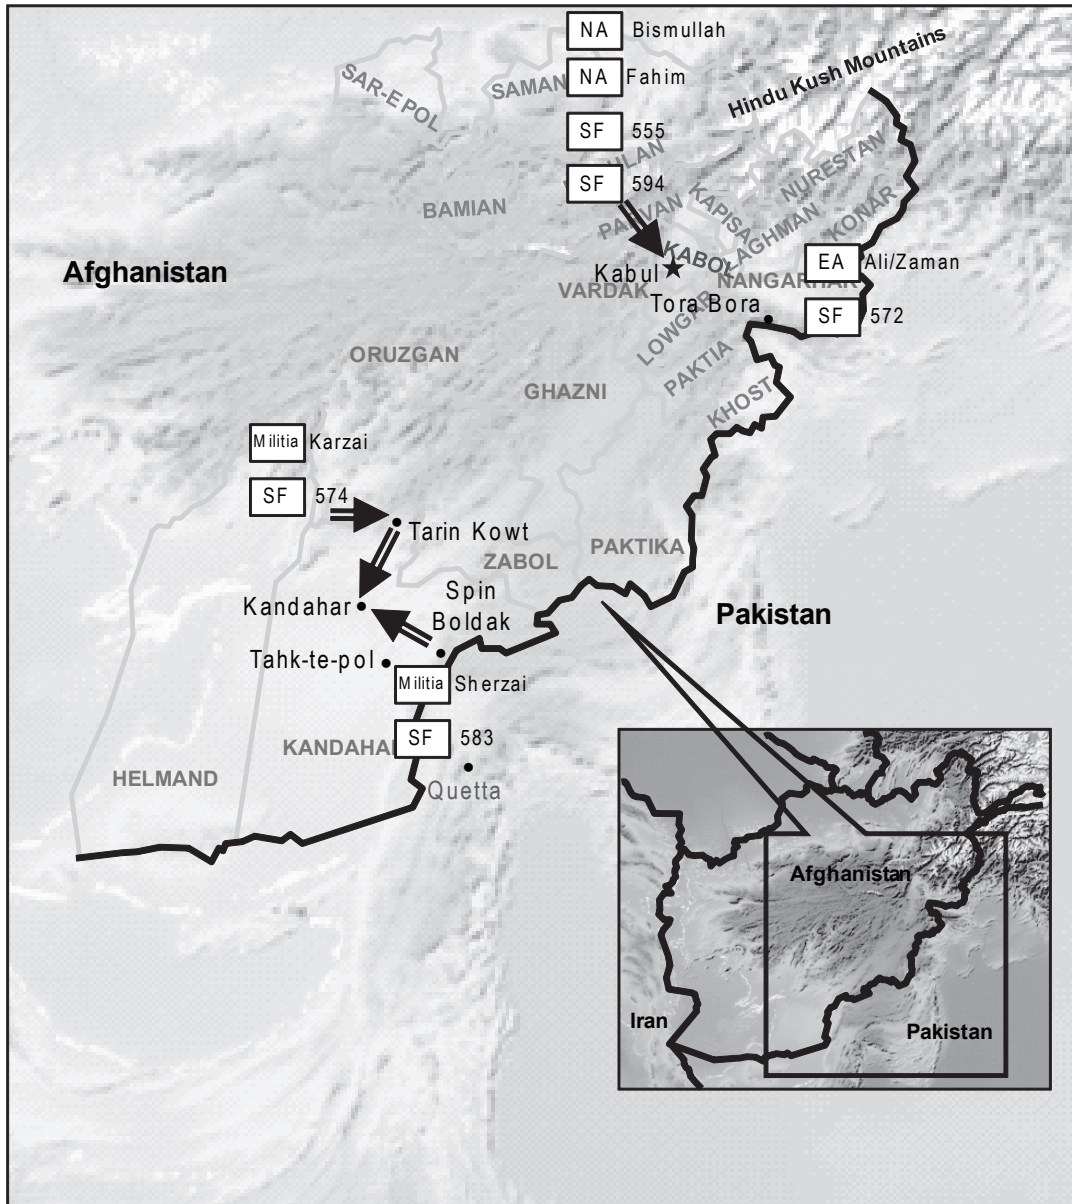 NA Bismullah
NA Fahim
SF 555
SF 594
Hindu Kush Mountains
SAR-E POL
SAMAN
BAMIAN
KAPISA
NURESTAN
LAGHMAN
KONAR
KABOL
Afghanistan
Kabul
VARDAK
NANGARHAR
EA Ali/Zaman
Tora Bora
SF 572
LOWGAR
PAKTIA
KHOST
ORUZGAN
GHAZNI
Militia Karzai
SF 574
Tarin Kowt
ZABOL
PAKTIKA
Kandahar
Spin
Boldak
Pakistan
Tahk-te-pol
Militia Sherzai
SF 583
KANDAHAR
HELMAND
Quetta
Afghanistan
Iran
Pakistan